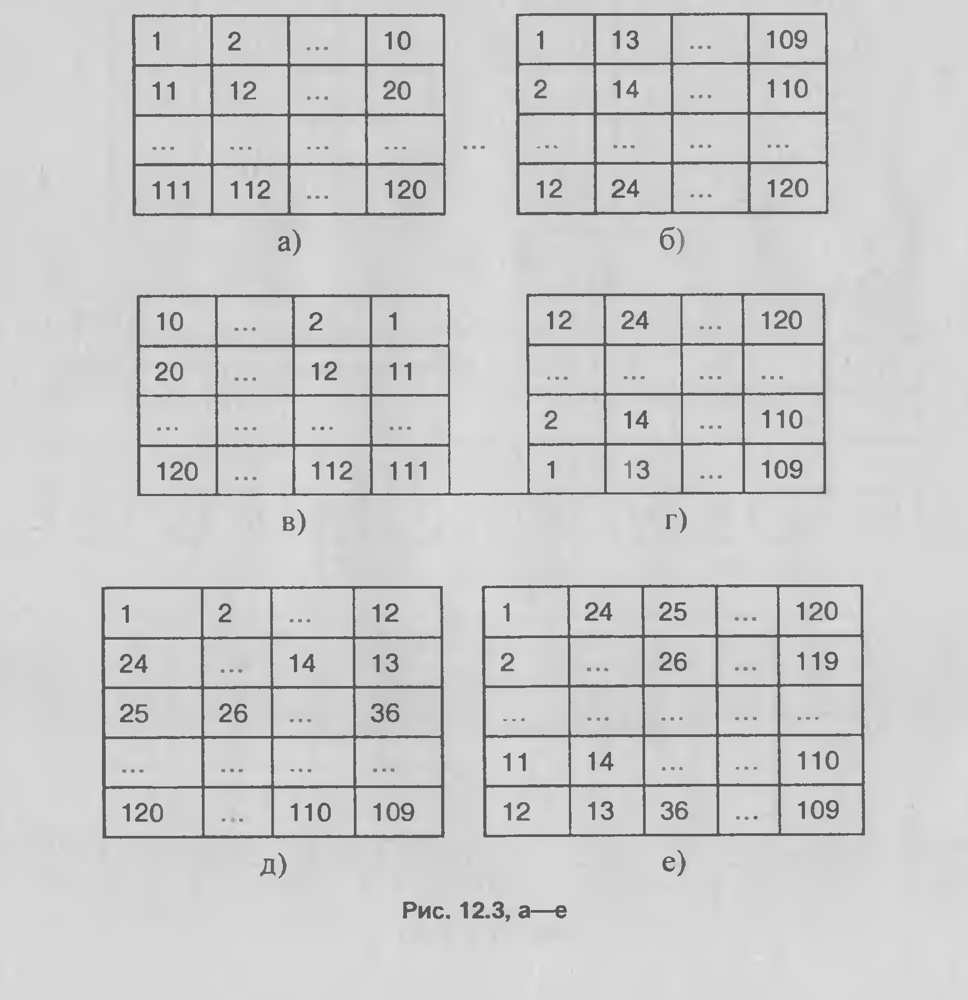 1 2 ... 10
11 12 ... 20
... ... ... ...
111 112 ... 120
а)
...
1 13 ... 109
2 14 ... 110
... ... ... ...
12 24 ... 120
б)
10 ... 2 1
20 ... 12 11
... ... ... ...
120 ... 112 111
в)
12 24 ... 120
... ... ... ...
2 14 ... 110
1 13 ... 109
г)
1 2 ... 12
24 ... 14 13
25 26 ... 36
... ... ... ...
120 ... 110 109
д)
1 24 25 ... 120
2 ... 26 ... 119
... ... ... ... ...
11 14 ... ... 110
12 13 36 ... 109
е)
Рис. 12.3, а—е